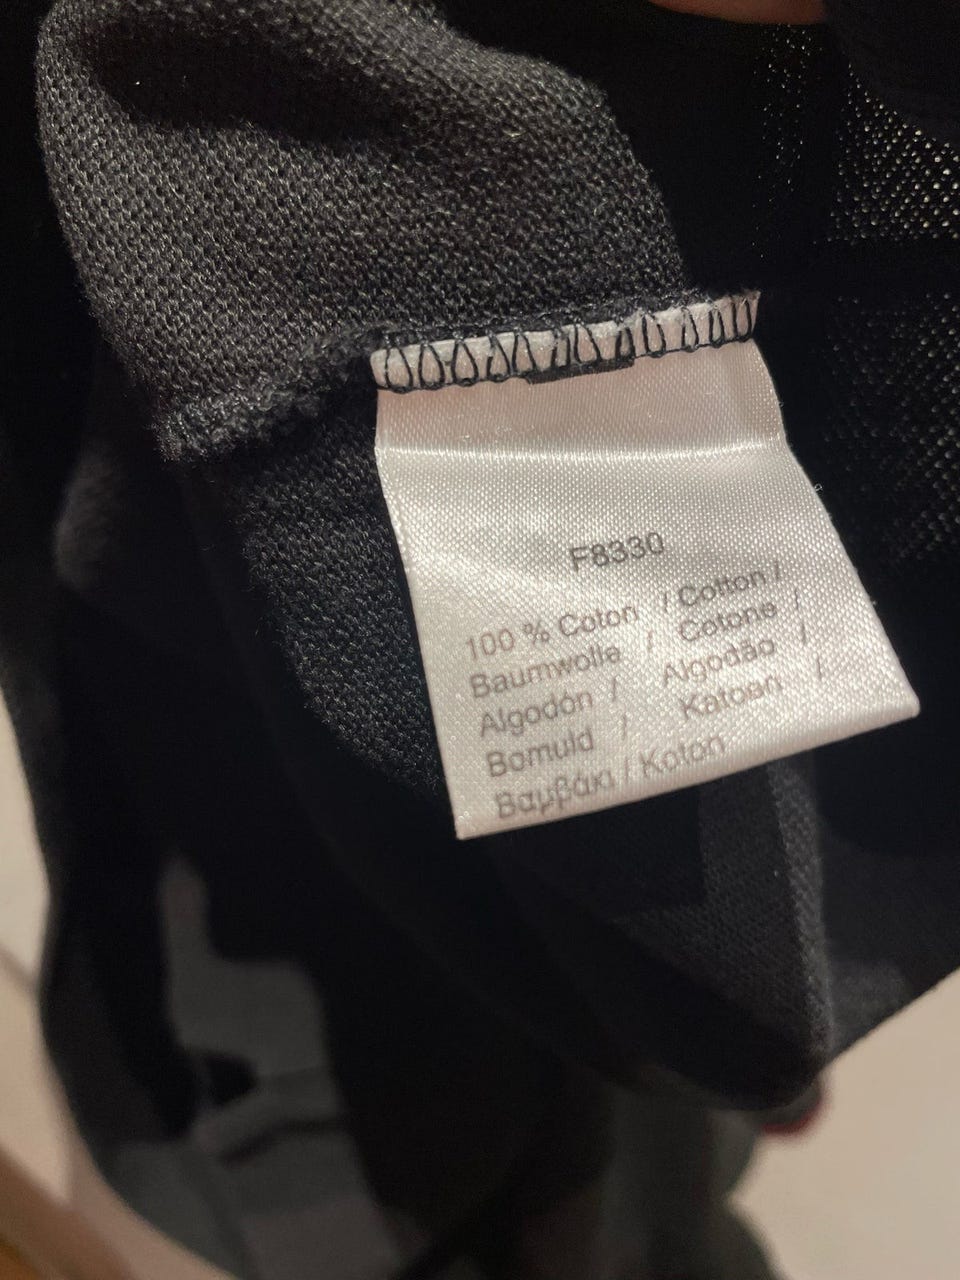 F8330
100 % Coton / Cotton /
Baumwolle / Cotone /
Algodón / Algodão /
Bomuld / Katoen /
Βαμβάκι / Koton